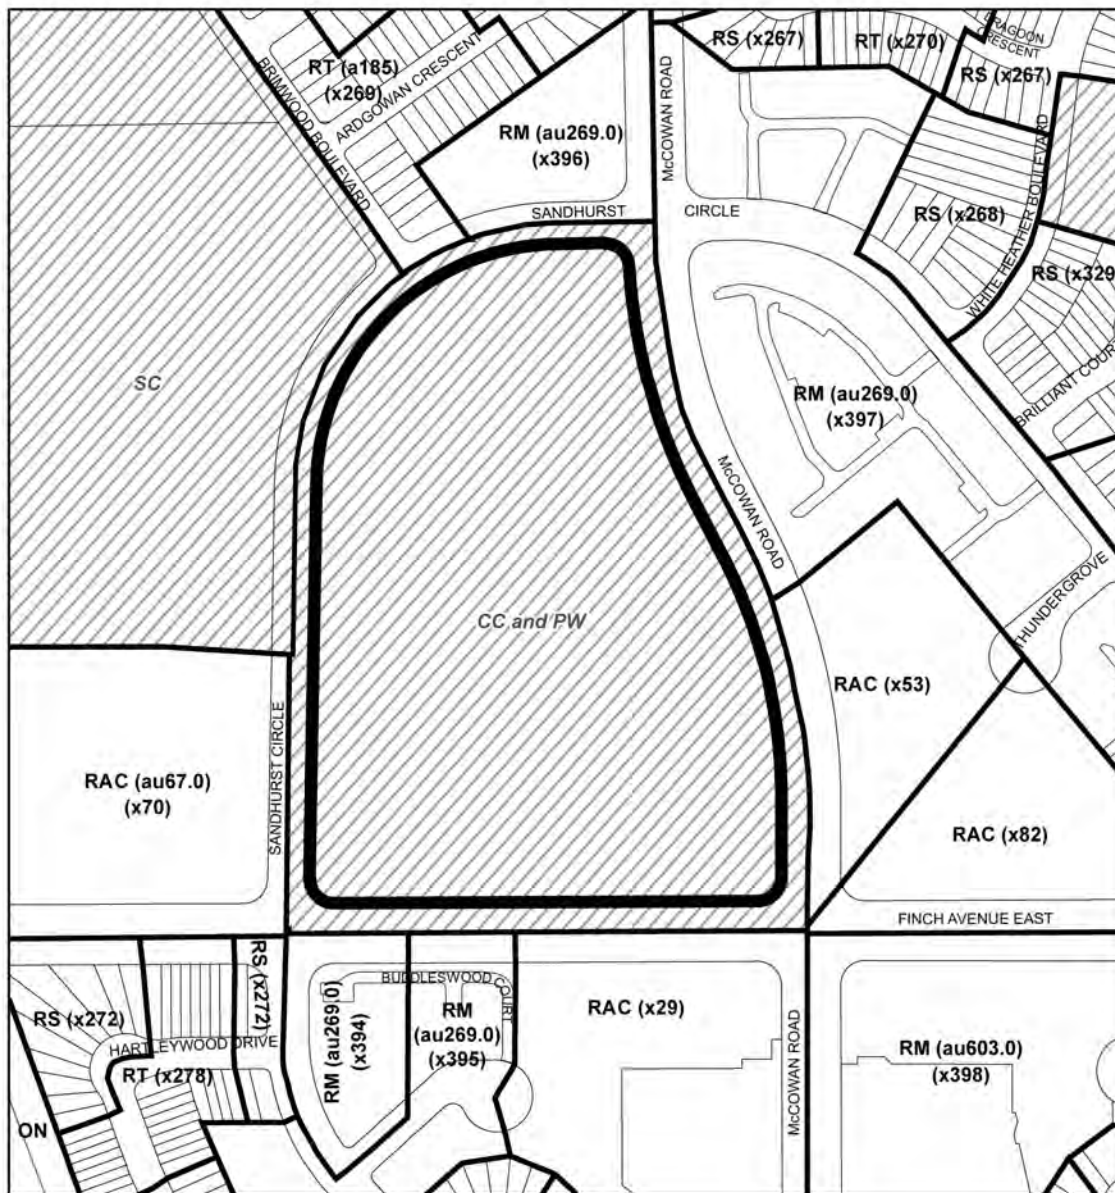 RS (x267)
RT (x270)
CRESCENT
RT (a185)
(x269)
ARDGOWAN CRESCENT
BRIMWOOD BOULEVARD
McCOWAN ROAD
RS (x267)
RM (au269.0)
(x396)
SANDHURST
CIRCLE
RS (x268)
WHITE HEATHER BOULEVARD
RS (x329
SC
RM (au269.0)
(x397)
BRILLIANT COURT
McCOWAN ROAD
CC and PW
THUNDERGROVE
RAC (x53)
SANDHURST CIRCLE
RAC (au67.0)
(x70)
RAC (x82)
FINCH AVENUE EAST
RS (x272)
RS (x272)
HARTLEYWOOD DRIVE
RT (x278)
ON
RM (au269.0)
(x394)
BUDDLESWOOD COURT
RM
(au269.0)
(x395)
RAC (x29)
McCOWAN ROAD
RM (au603.0)
(x398)